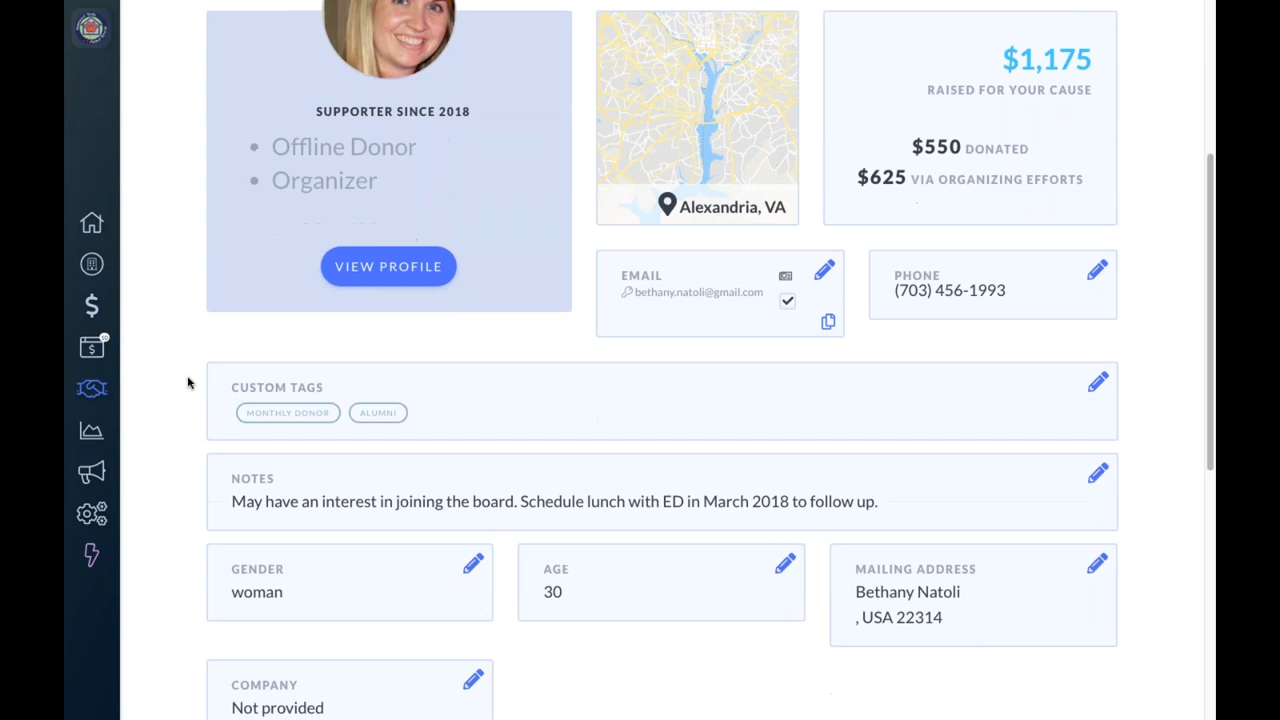 SUPPORTER SINCE 2018
• Offline Donor
• Organizer
VIEW PROFILE
Alexandria, VA
$1,175
RAISED FOR YOUR CAUSE
$550 DONATED
$625 VIA ORGANIZING EFFORTS
EMAIL
bethany.natoli@gmail.com
PHONE
(703) 456-1993
CUSTOM TAGS
MONTHLY DONOR ALUMNI
NOTES
May have an interest in joining the board. Schedule lunch with ED in March 2018 to follow up.
GENDER
woman
AGE
30
MAILING ADDRESS
Bethany Natoli
, USA 22314
COMPANY
Not provided